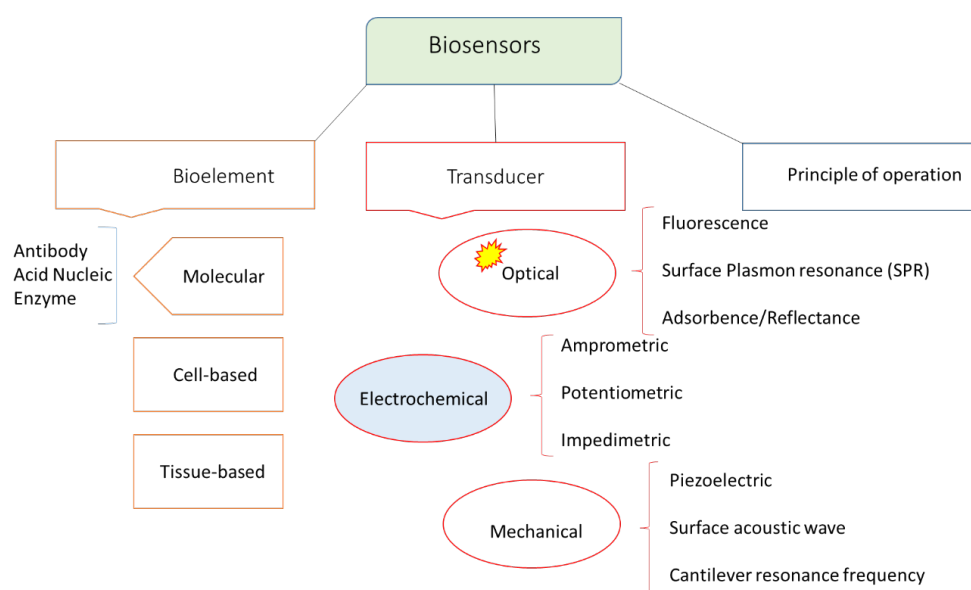 Biosensors
Bioelement
Transducer
Principle of operation
Antibody
Acid Nucleic
Enzyme
Molecular
Cell-based
Tissue-based
Optical
Fluorescence
Surface Plasmon resonance (SPR)
Adsorbence/Reflectance
Electrochemical
Amprometric
Potentiometric
Impedimetric
Mechanical
Piezoelectric
Surface acoustic wave
Cantilever resonance frequency